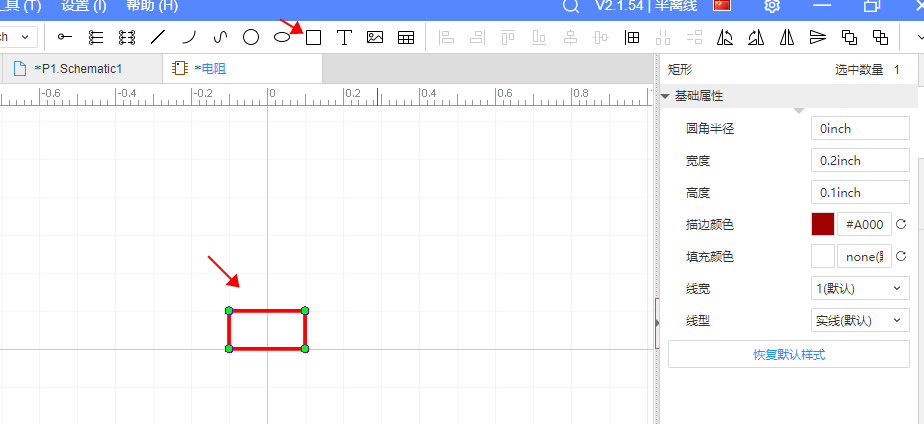 工具 (T) 设置 (I) 帮助 (H) V2.1.54 | 半离线
ch
*P1.Schematic1 *电阻
-0.6 -0.4 -0.2 0 0.2 0.4 0.6 0.8
矩形 选中数量 1
基础属性
圆角半径 0inch
宽度 0.2inch
高度 0.1inch
描边颜色 #A000
填充颜色 none(
线宽 1(默认)
线型 实线(默认)
恢复默认样式